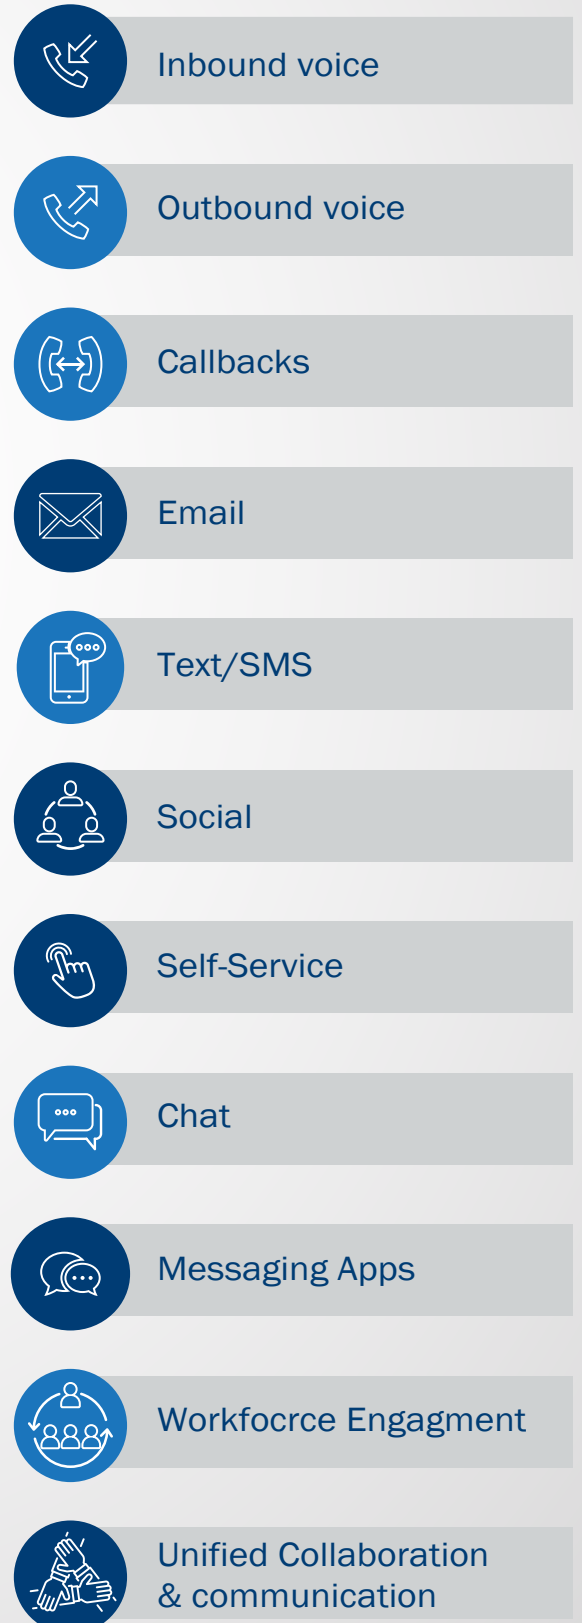 Inbound voice
Outbound voice
Callbacks
Email
Text/SMS
Social
Self-Service
Chat
Messaging Apps
Workfocrce Engagment
Unified Collaboration
& communication